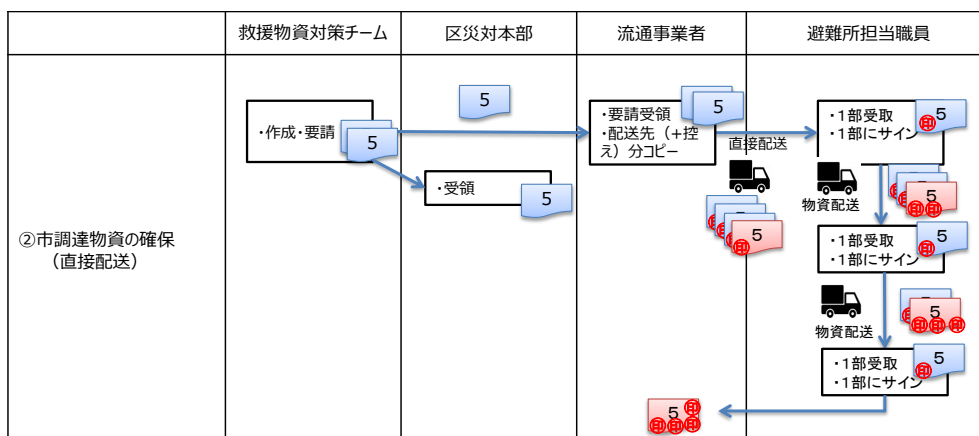 救援物資対策チーム
区災対本部
流通事業者
避難所担当職員
②市調達物資の確保
（直接配送）
・作成・要請
5
5
・受領
5
・要請受領
・配送先（+控
え）分コピー
5
直接配送
5
印
・1部受取
・1部にサイン
5
印
物資配送
5
印印
・1部受取
・1部にサイン
5
印
物資配送
5
印印印
・1部受取
・1部にサイン
5
印
5
印
印印印